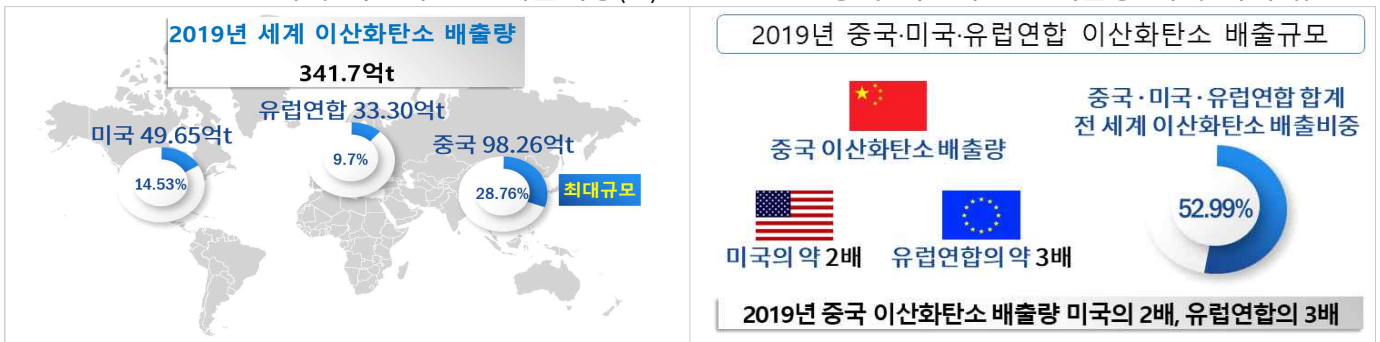 2019년 세계 이산화탄소 배출량
341.7억t
유럽연합 33.30억t
미국 49.65억t
중국 98.26억t
9.7%
14.53%
28.76%
최대규모
2019년 중국·미국·유럽연합 이산화탄소 배출규모
중국 이산화탄소 배출량
미국의 약 2배
유럽연합의 약 3배
중국·미국·유럽연합 합계
전 세계 이산화탄소 배출비중
52.99%
2019년 중국 이산화탄소 배출량 미국의 2배, 유럽연합의 3배